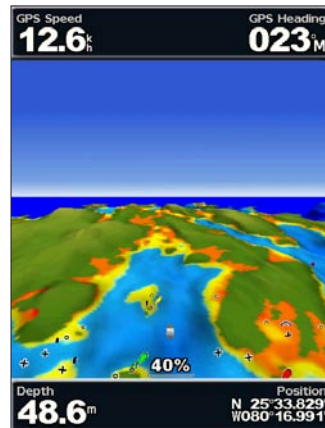 GPS Speed
12.6 k
h
GPS Heading
023°M
40%
Depth
48.6 m
Position
N 25°33.829'
W080°16.991'